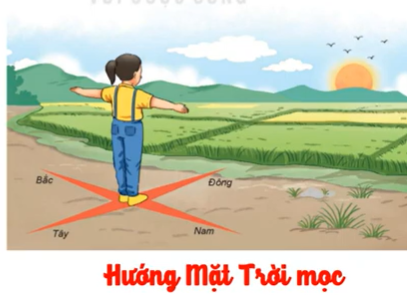 Bắc
Đông
Tây
Nam
Hướng Mặt Trời mọc